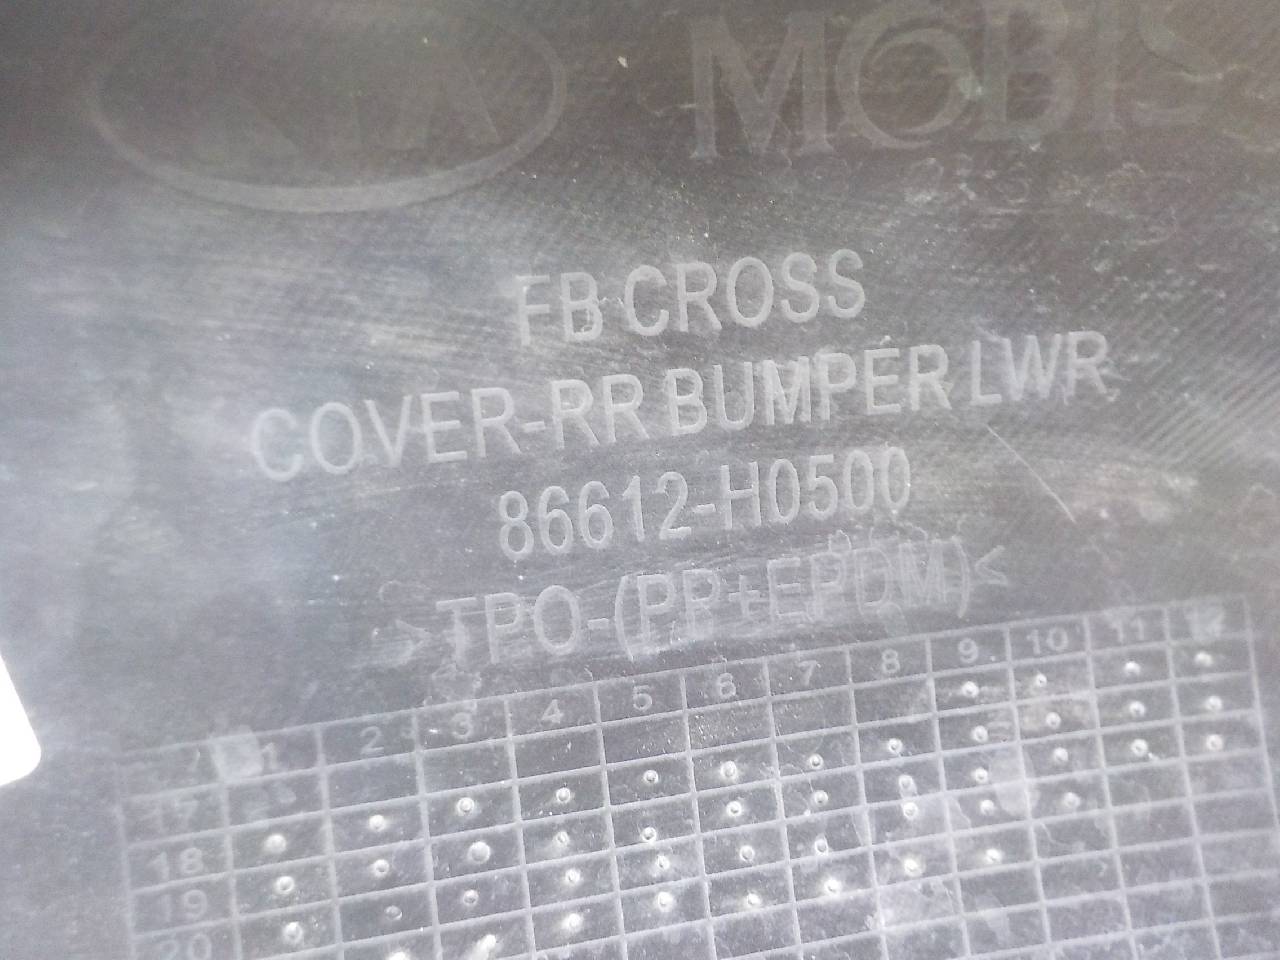 KIA MOBIS
FB CROSS
COVER-RR BUMPER LWR
86612-H0500
>TPO-(PP+EPDM)<
1 2 3 4 5 6 7 8 9 10 11 12
17
18
19
20